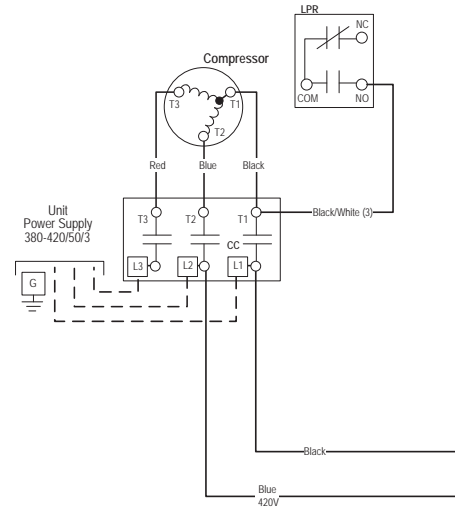 LPR
NC
COM
NO
Compressor
T3
T1
T2
Red
Blue
Black
Unit
Power Supply
380-420/50/3
T3
T2
T1
Black/White (3)
CC
L3
L2
L1
G
Black
Blue
420V